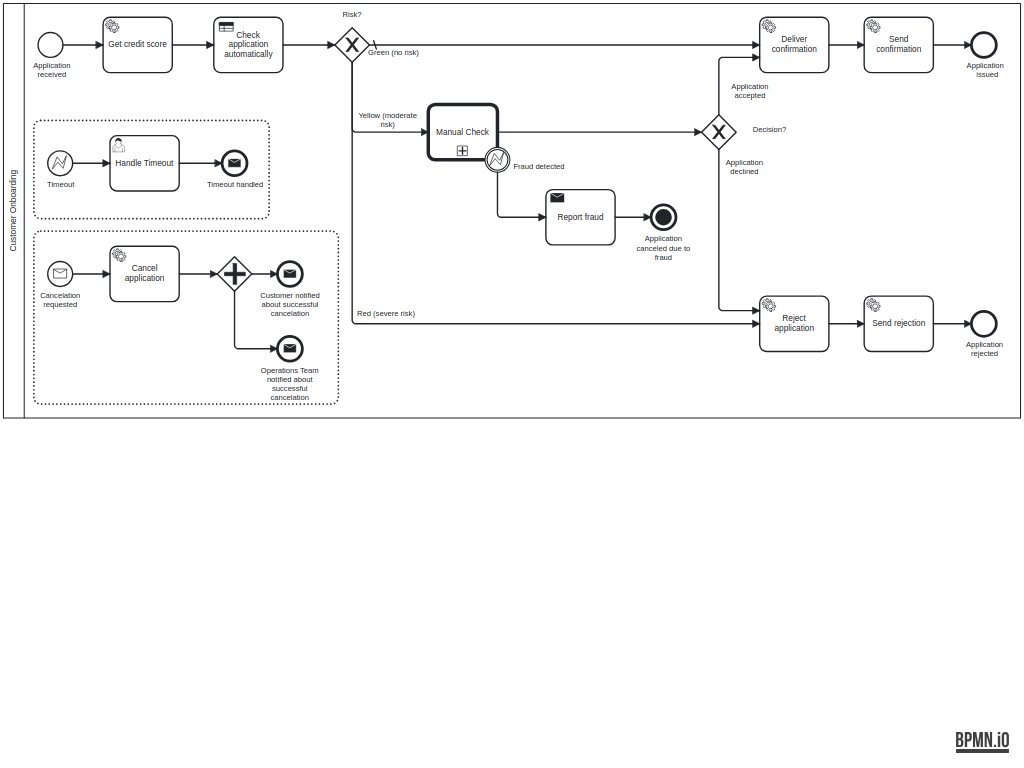 Customer Onboarding
Risk?
Application
received
Get credit score
Check
application
automatically
Green (no risk)
Yellow (moderate
risk)
Red (severe risk)
Manual Check
Fraud detected
Report fraud
Application
canceled due to
fraud
Decision?
Application
accepted
Application
declined
Deliver
confirmation
Send
confirmation
Application
issued
Reject
application
Send rejection
Application
rejected
Timeout
Handle Timeout
Timeout handled
Cancelation
requested
Cancel
application
Customer notified
about successful
cancelation
Operations Team
notified about
successful
cancelation
BPMN.iO